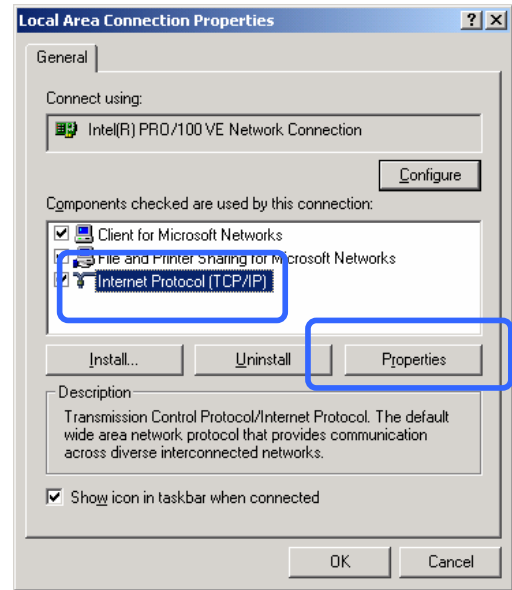 Local Area Connection Properties
General
Connect using:
Intel(R) PRO/100 VE Network Connection
Configure
Components checked are used by this connection:
Client for Microsoft Networks
File and Printer Sharing for Microsoft Networks
Internet Protocol (TCP/IP)
Install... Uninstall Properties
Description
Transmission Control Protocol/Internet Protocol. The default
wide area network protocol that provides communication
across diverse interconnected networks.
Show icon in taskbar when connected
OK Cancel